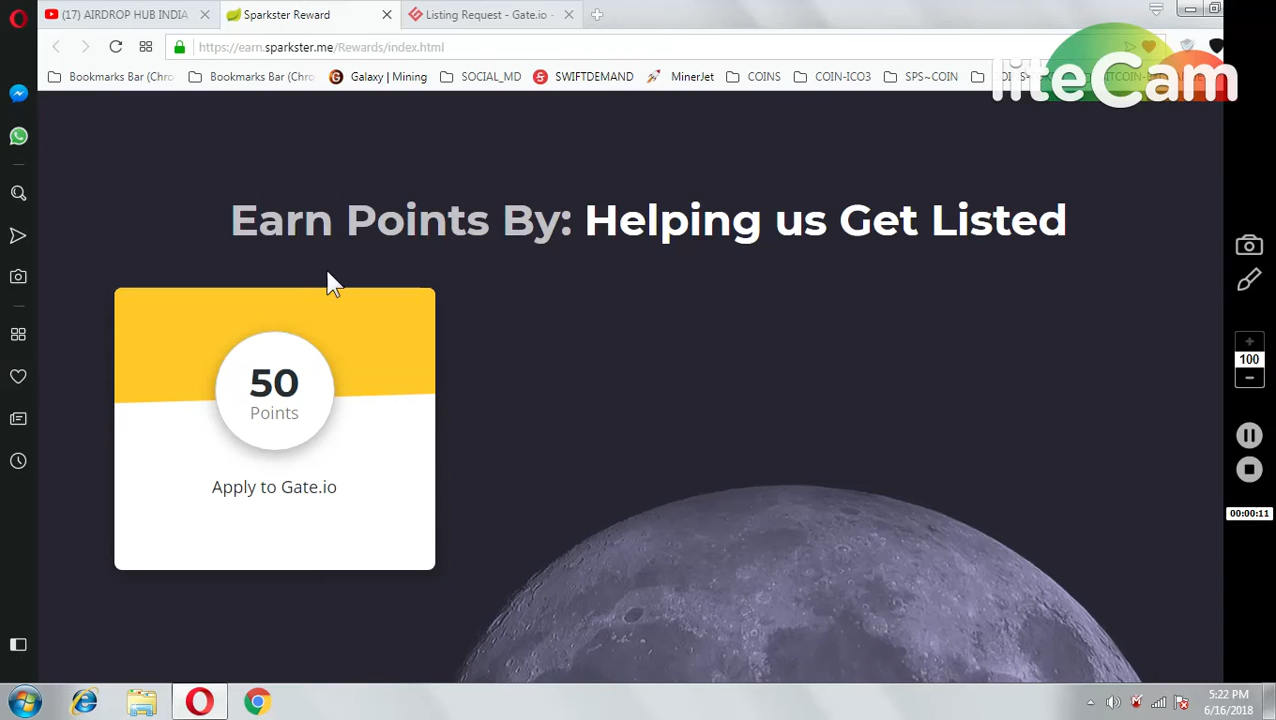 (17) AIRDROP HUB INDIA
Sparkster Reward
Listing Request - Gate.io -
https://earn.sparkster.me/Rewards/index.html
Bookmarks Bar (Chro
Bookmarks Bar (Chro
Galaxy | Mining
SOCIAL_MD
SWIFTDEMAND
MinerJet
COINS
COIN-ICO3
SPS~COIN
liteCam
Earn Points By: Helping us Get Listed
50
Points
Apply to Gate.io
100
00:00:11
5:22 PM
6/16/2018